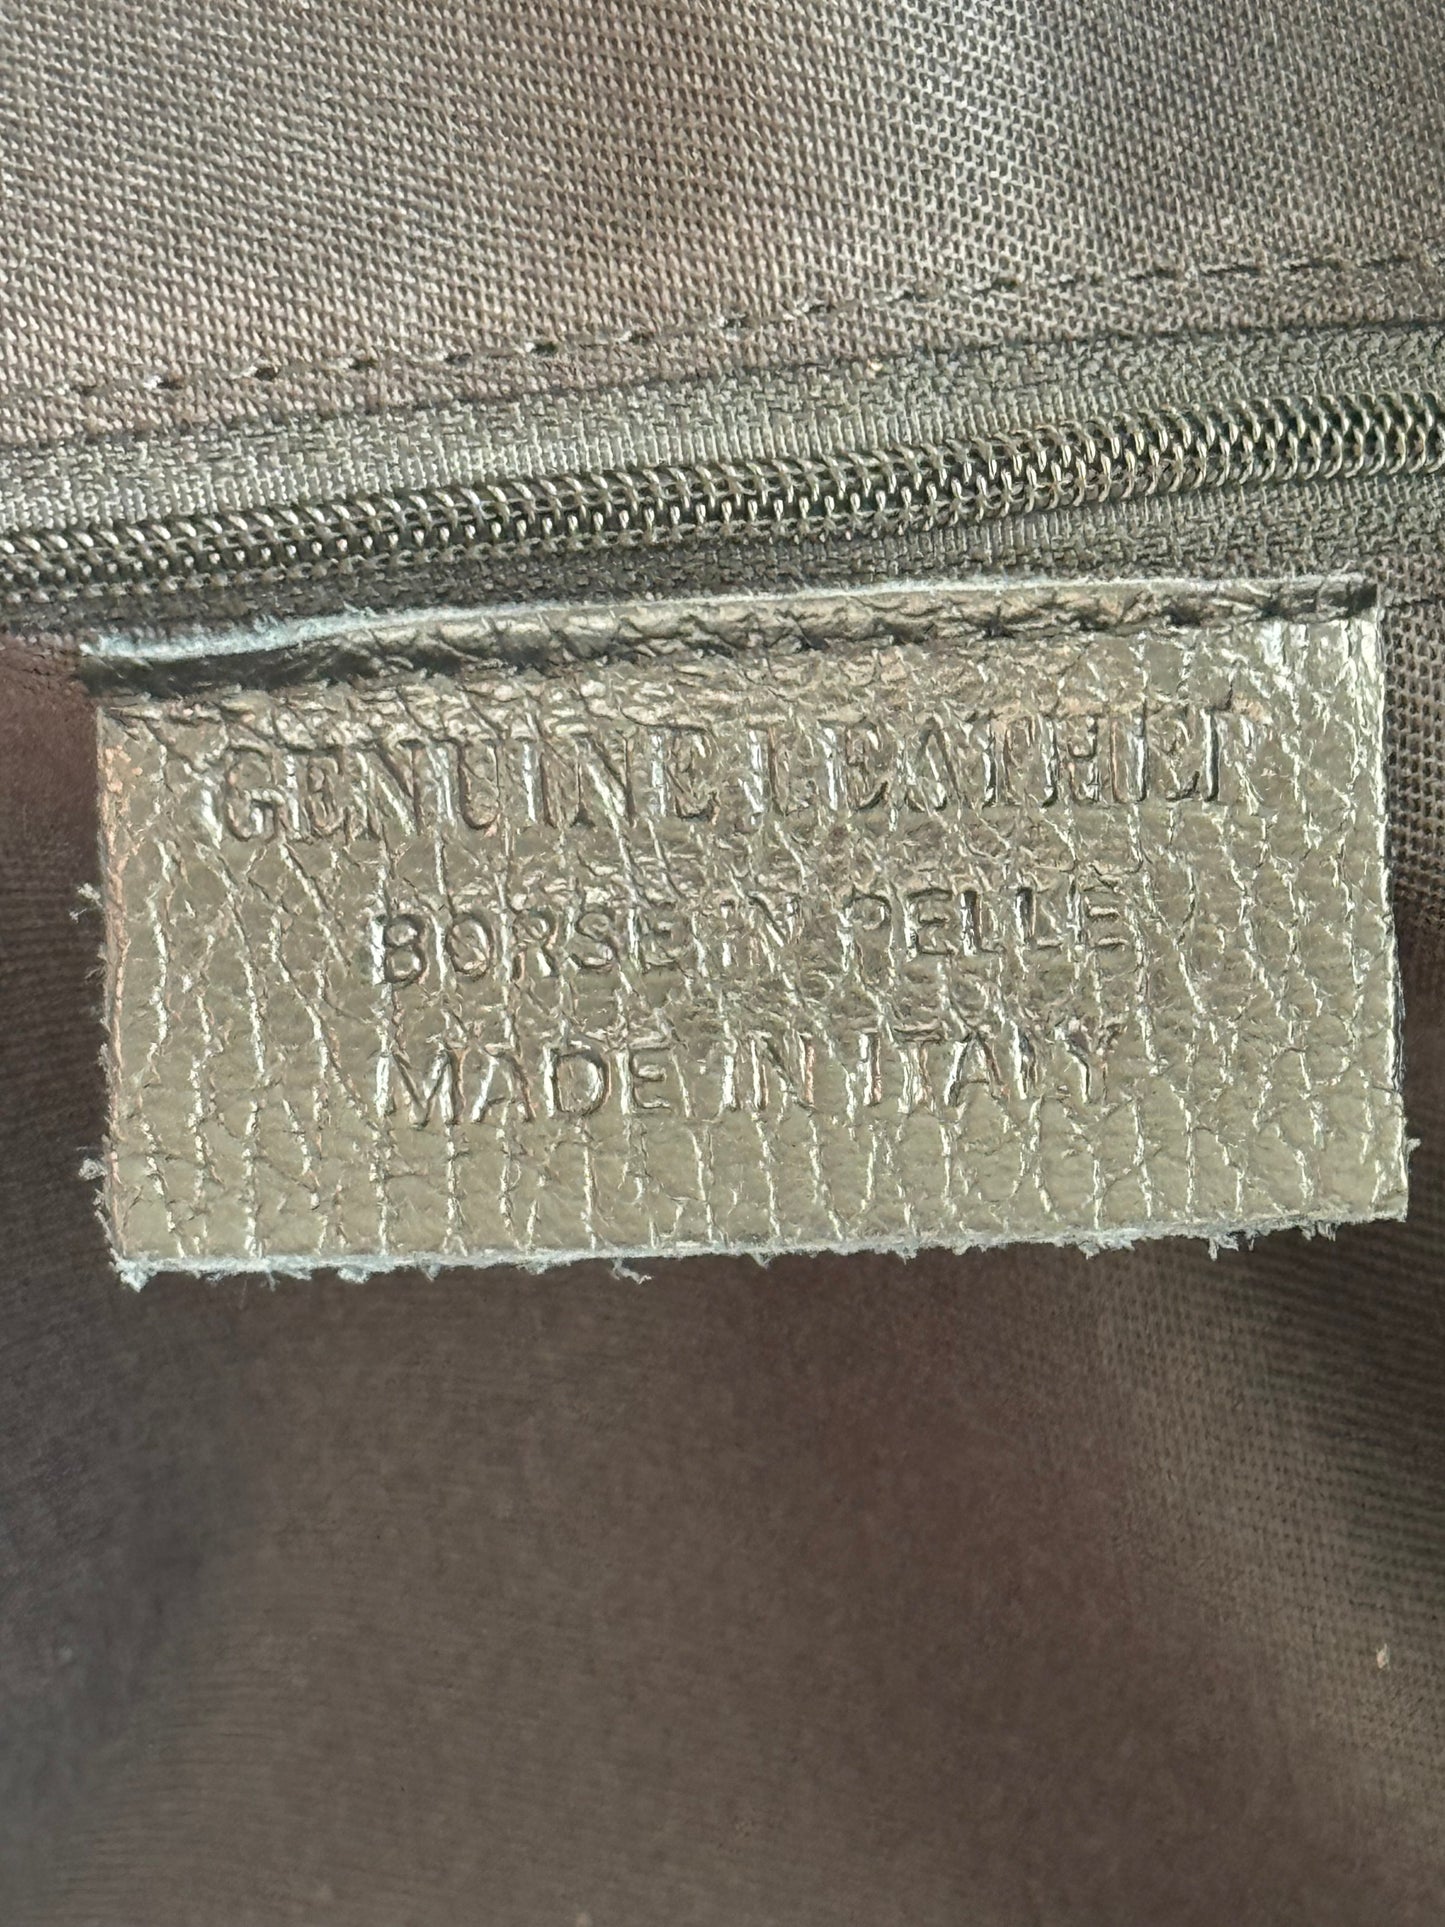 GENUINE LEATHER
BORSE IN PELLE
MADE IN ITALY